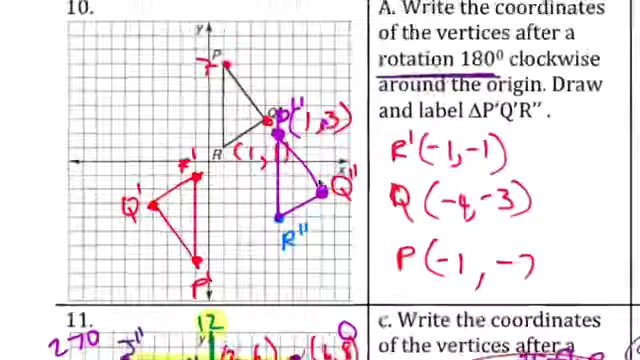 10.
y
P
7
Q
P"
(1, 3)
R
(1, 1)
x
R'
Q'
Q"
R"
P'
A. Write the coordinates
of the vertices after a
rotation 180⁰ clockwise
around the origin. Draw
and label ΔP'Q'R".
R'(-1,-1)
Q (-4,-3)
P (-1, -7
11.
12
y
Q
270
J"
c. Write the coordinates
of the vertices after a